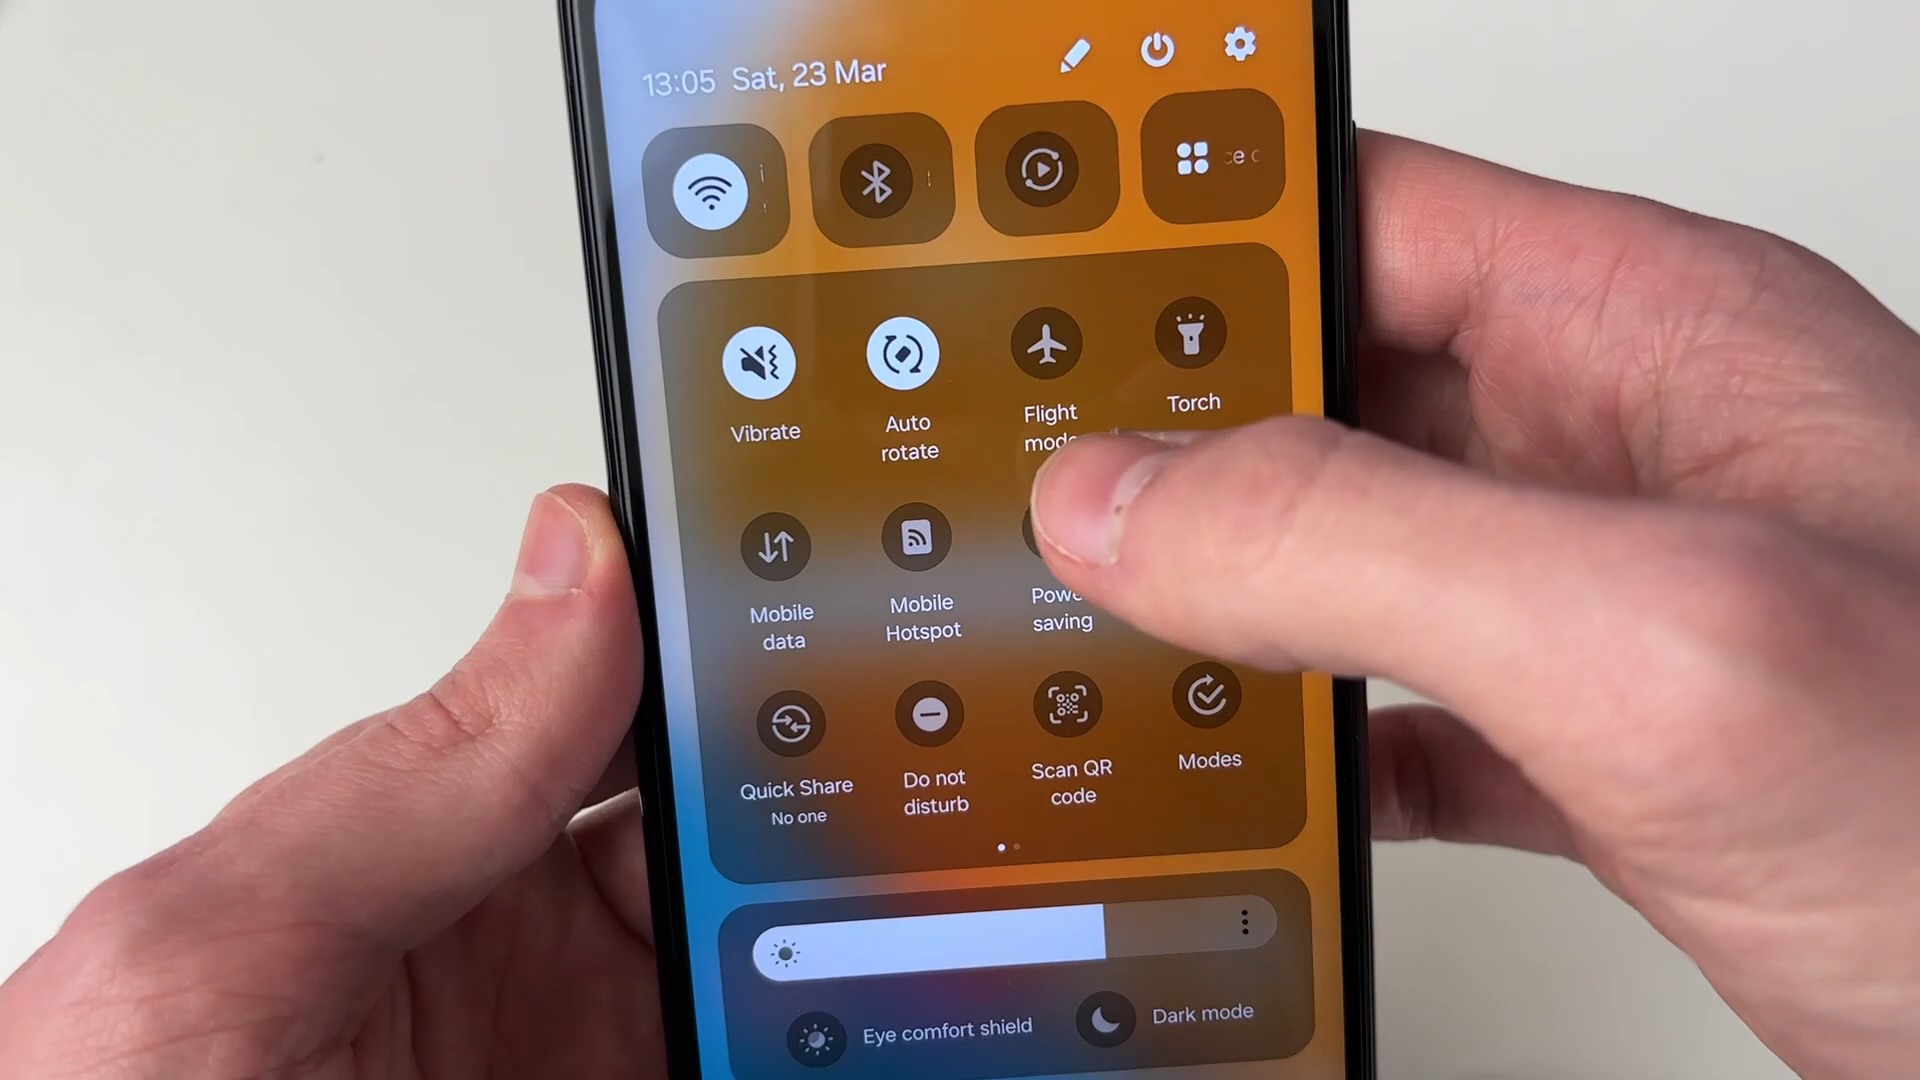 13:05 Sat, 23 Mar
Vibrate
Auto
rotate
Flight
mode
Torch
Mobile
data
Mobile
Hotspot
saving
Quick Share
No one
Do not
disturb
Scan QR
code
Modes
Eye comfort shield
Dark mode